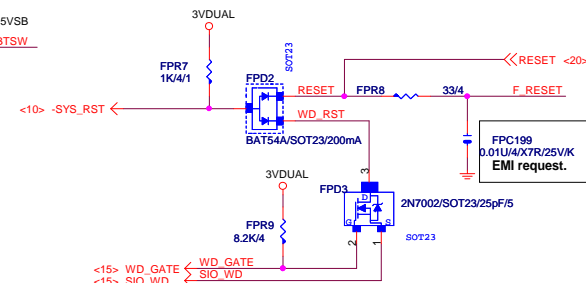 5VSB
3VDUAL
BTSW
SOT23
FPR7
1K/4/1
FPD2
RESET <20>
RESET
FPR8
33/4
F_RESET
<10> -SYS_RST
WD_RST
BAT54A/SOT23/200mA
FPC199
0.01U/4/X7R/25V/K
EMI request.
3VDUAL
3
FPD3
D
2N7002/SOT23/25pF/5
G
S
FPR9
8.2K/4
SOT23
2
1
<15> WD_GATE
WD_GATE
<15> SIO_WD
SIO_WD